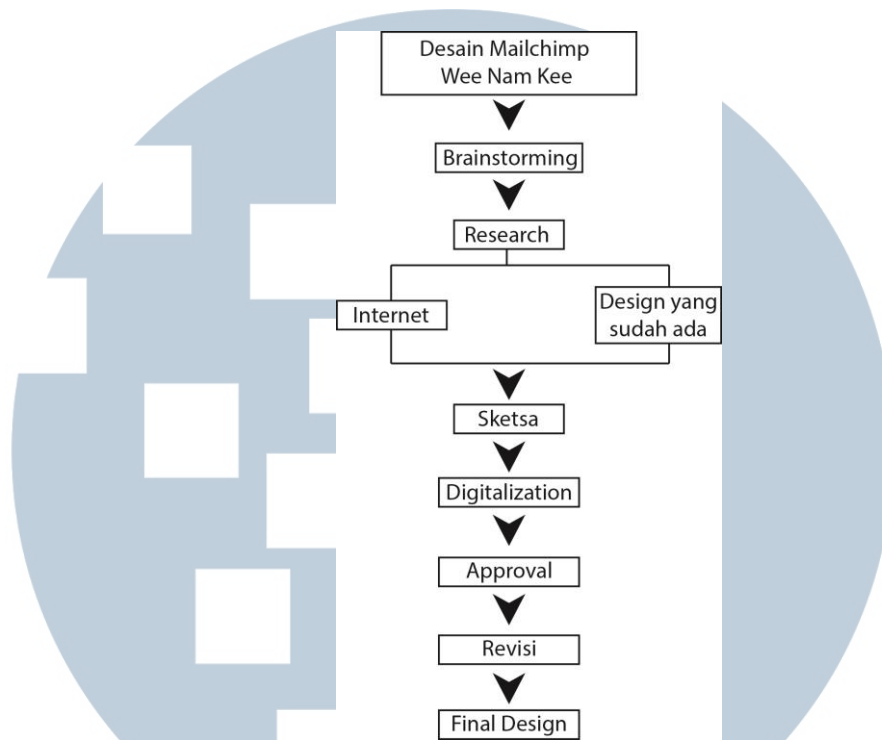 Desain Mailchimp
Wee Nam Kee
Brainstorming
Research
Internet
Design yang
sudah ada
Sketsa
Digitalization
Approval
Revisi
Final Design